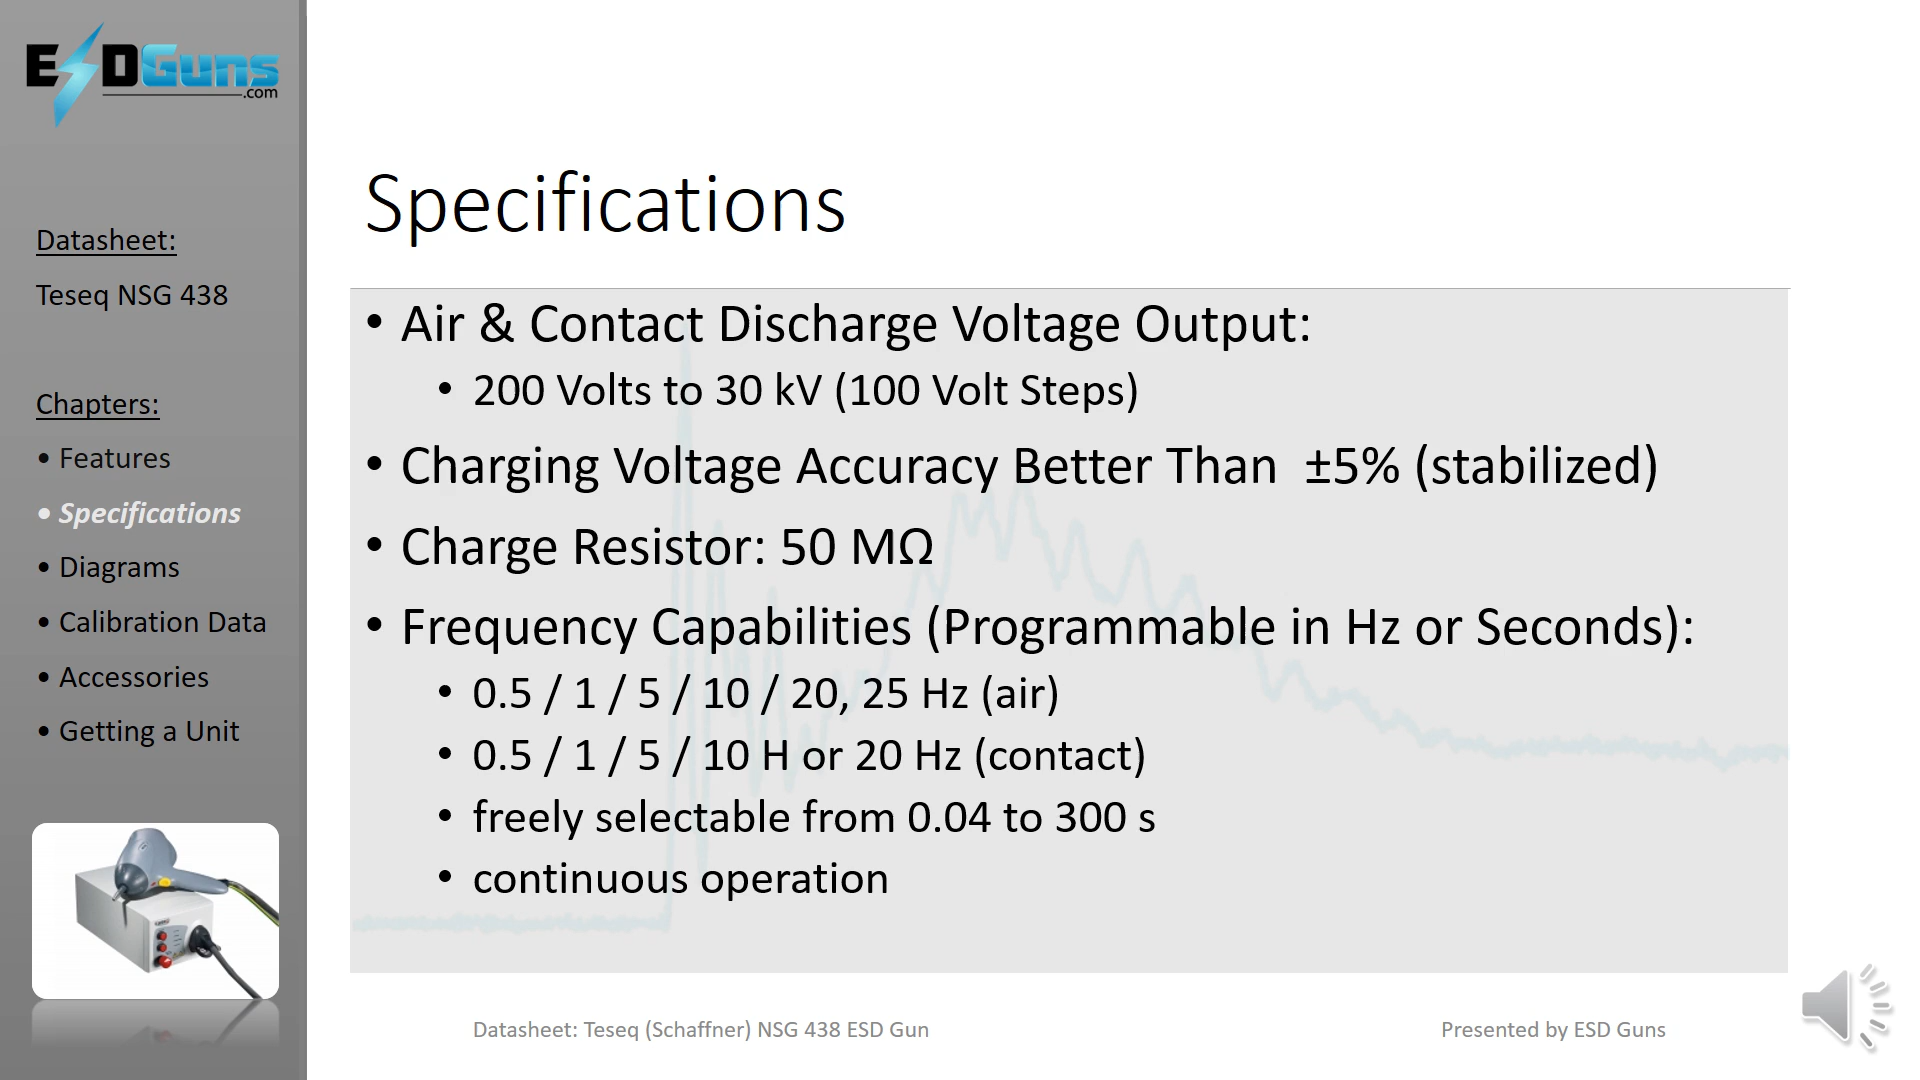 ESDGuns
.com
Datasheet:
Teseq NSG 438
Chapters:
• Features
• Specifications
• Diagrams
• Calibration Data
• Accessories
• Getting a Unit
Specifications
• Air & Contact Discharge Voltage Output:
• 200 Volts to 30 kV (100 Volt Steps)
• Charging Voltage Accuracy Better Than  ±5% (stabilized)
• Charge Resistor: 50 MΩ
• Frequency Capabilities (Programmable in Hz or Seconds):
• 0.5 / 1 / 5 / 10 / 20, 25 Hz (air)
• 0.5 / 1 / 5 / 10 H or 20 Hz (contact)
• freely selectable from 0.04 to 300 s
• continuous operation
Datasheet: Teseq (Schaffner) NSG 438 ESD Gun
Presented by ESD Guns